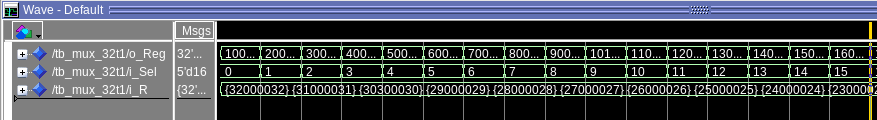 Wave - Default
Msgs
/tb_mux_32t1/o_Reg 32'... 100... 200... 300... 400... 500... 600... 700... 800... 900... 101... 110... 120... 130... 140... 150... 160...
/tb_mux_32t1/i_Sel 5'd16 0 1 2 3 4 5 6 7 8 9 10 11 12 13 14 15
/tb_mux_32t1/i_R {32'... {32000032} {31000031} {30300030} {29000029} {28000028} {27000027} {26000026} {25000025} {24000024} {230000